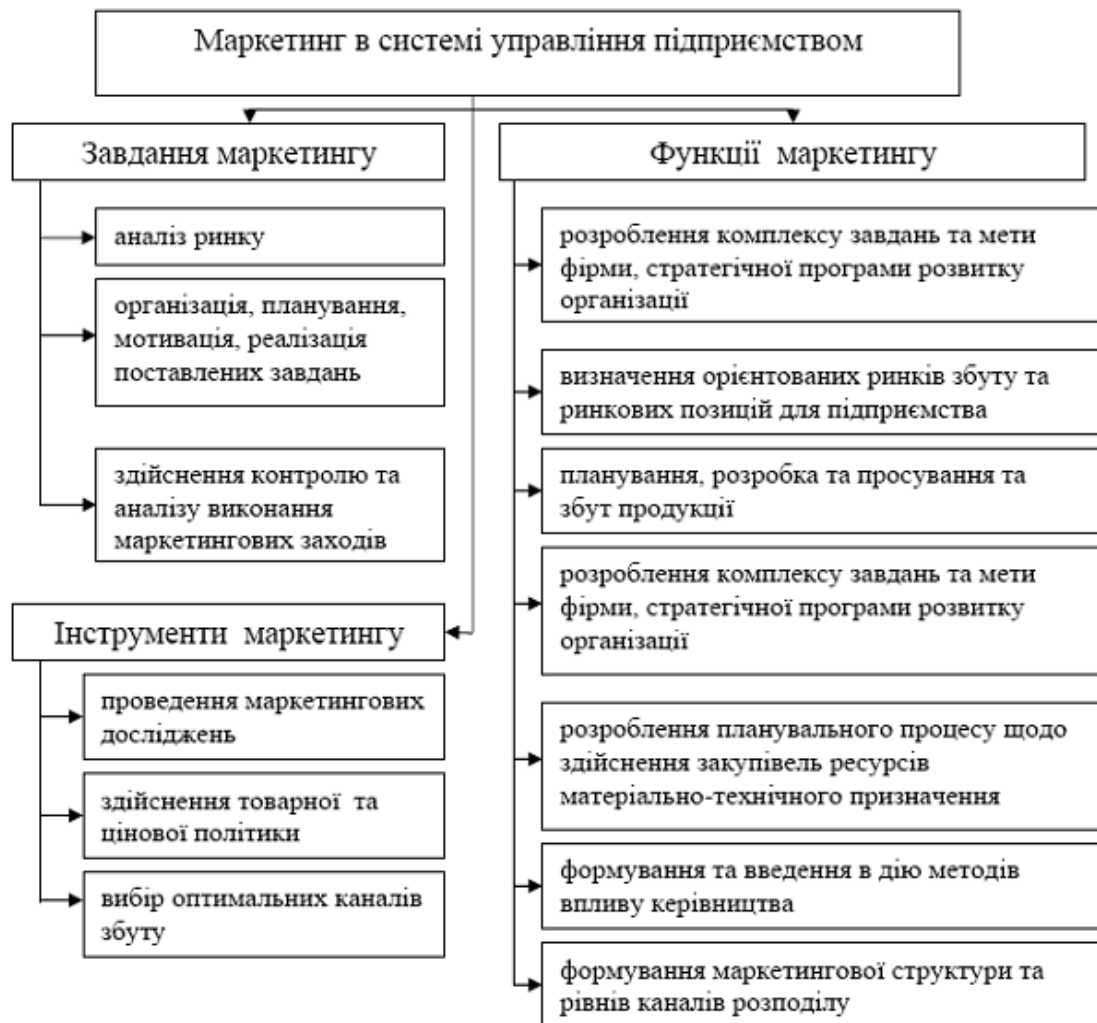 Маркетинг в системі управління підприємством
Завдання маркетингу
аналіз ринку
організація, планування,
мотивація, реалізація
поставлених завдань
здійснення контролю та
аналізу виконання
маркетингових заходів
Інструменти маркетингу
проведення маркетингових
досліджень
здійснення товарної та
цінової політики
вибір оптимальних каналів
збуту
Функції маркетингу
розроблення комплексу завдань та мети
фірми, стратегічної програми розвитку
організації
визначення орієнтованих ринків збуту та
ринкових позицій для підприємства
планування, розробка та просування та
збут продукції
розроблення комплексу завдань та мети
фірми, стратегічної програми розвитку
організації
розроблення планувального процесу щодо
здійснення закупівель ресурсів
матеріально-технічного призначення
формування та введення в дію методів
впливу керівництва
формування маркетингової структури та
рівнів каналів розподілу